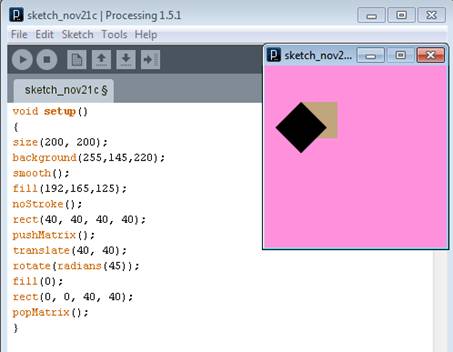 sketch_nov21c | Processing 1.5.1
File Edit Sketch Tools Help
sketch_nov21c §
sketch_nov2...
void setup()
{
size(200, 200);
background(255,145,220);
smooth();
fill(192,165,125);
noStroke();
rect(40, 40, 40, 40);
pushMatrix();
translate(40, 40);
rotate(radians(45));
fill(0);
rect(0, 0, 40, 40);
popMatrix();
}